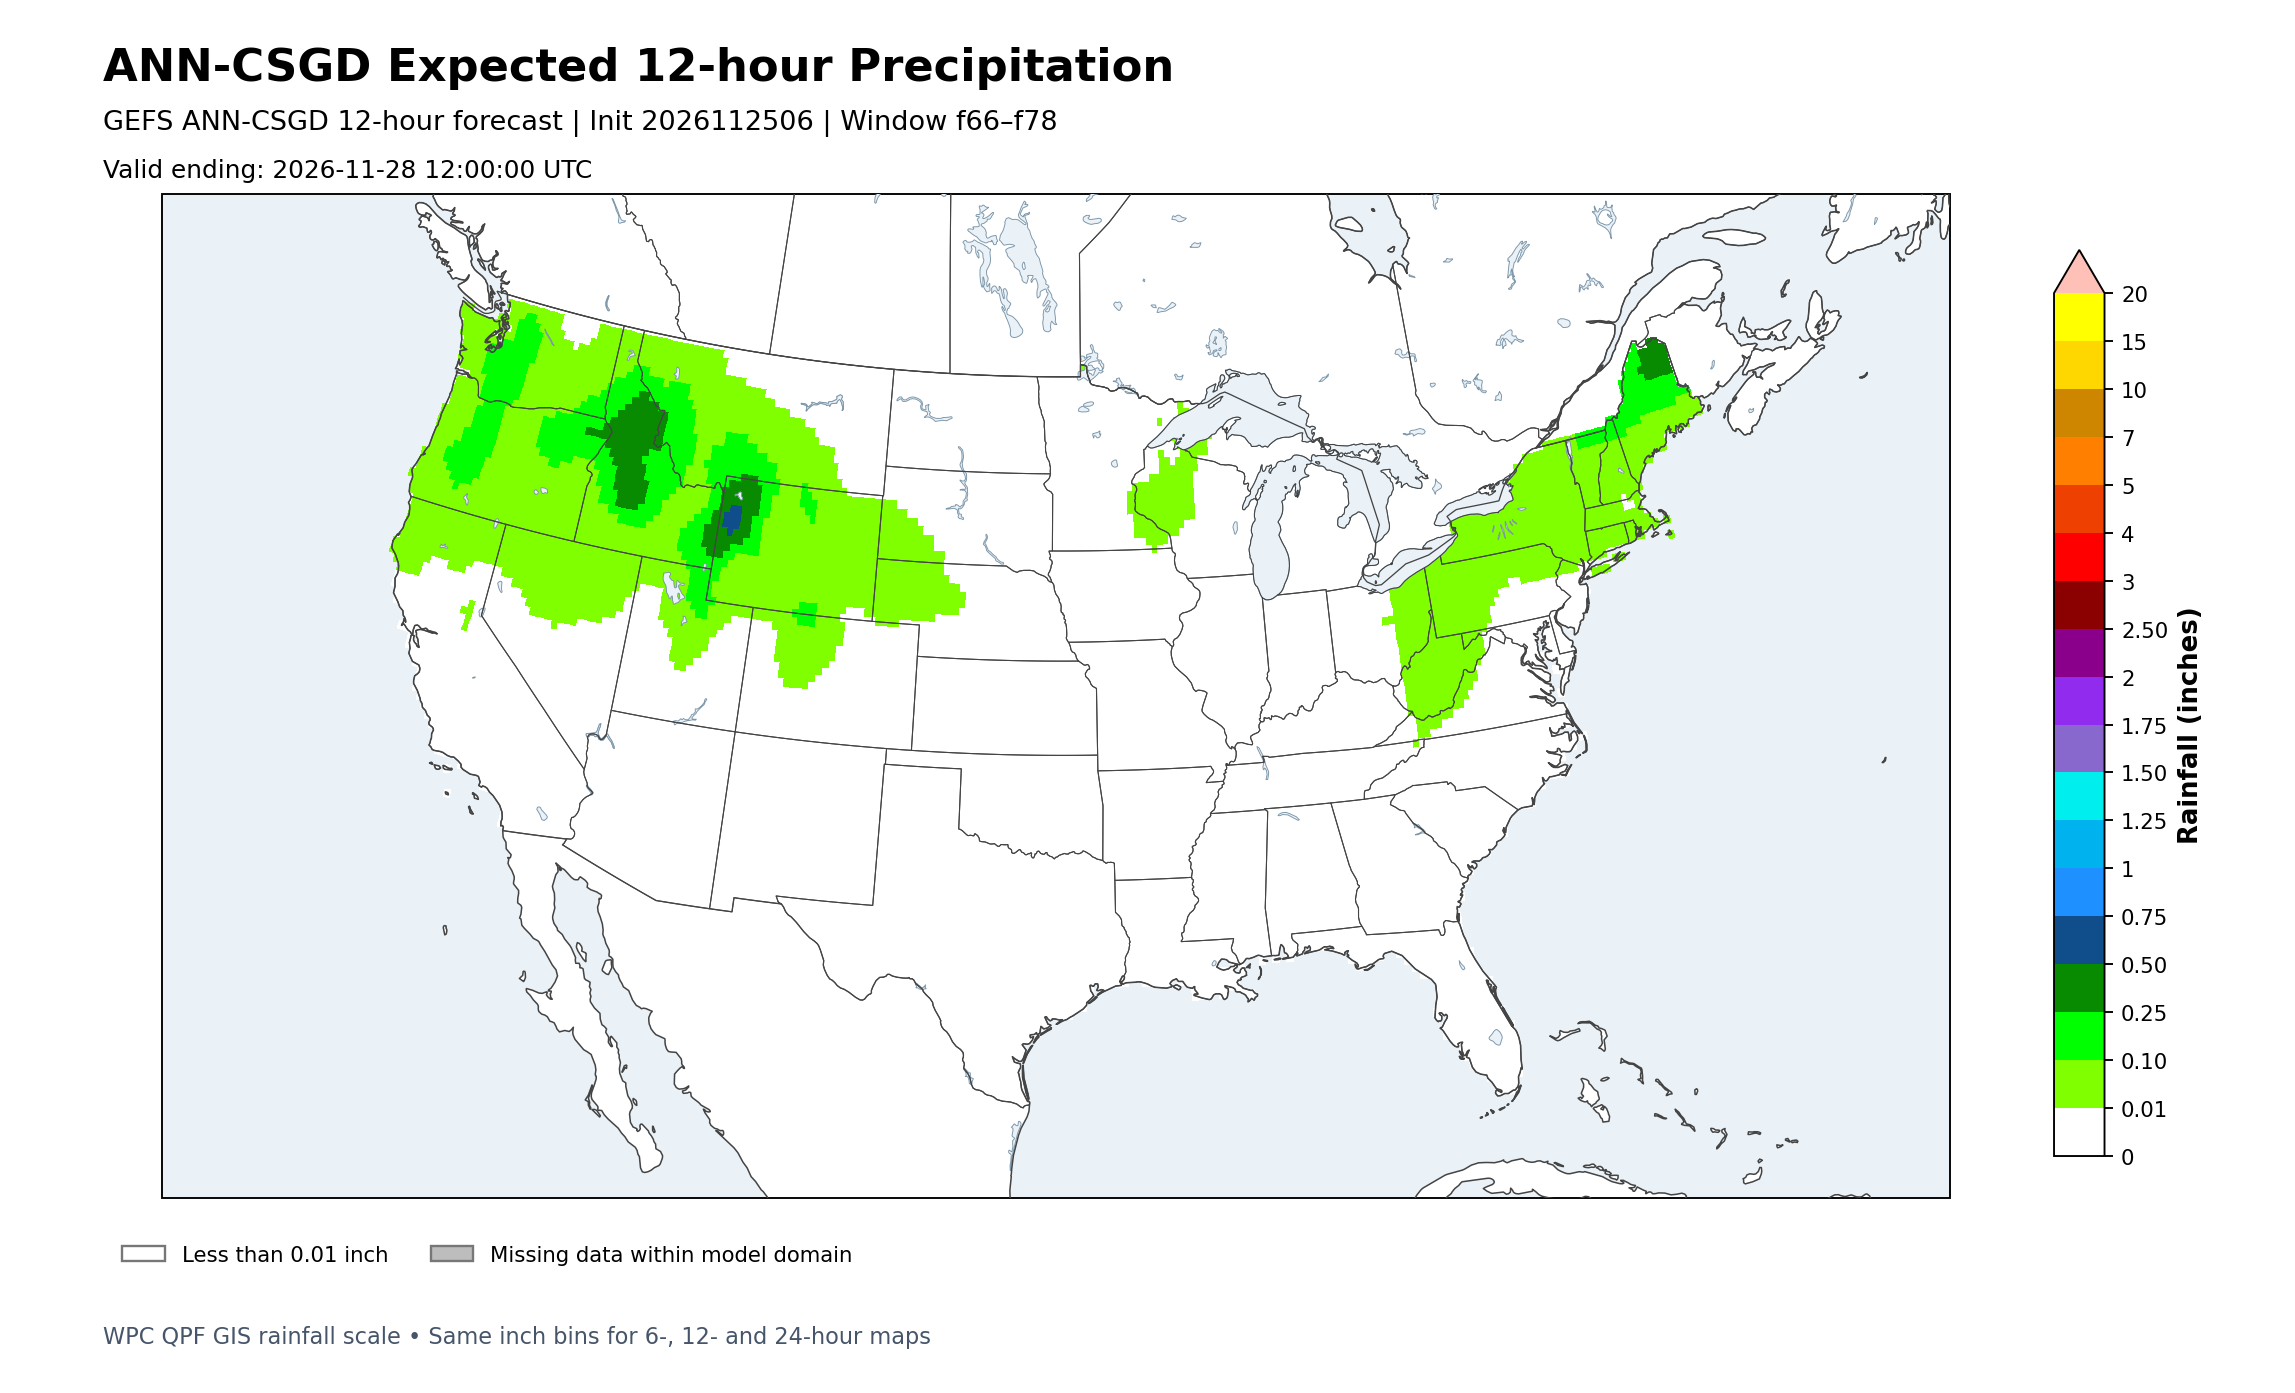 ANN-CSGD Expected 12-hour Precipitation
GEFS ANN-CSGD 12-hour forecast | Init 2026112506 | Window f66–f78
Valid ending: 2026-11-28 12:00:00 UTC
20
15
10
7
5
4
3
2.50
2
1.75
1.50
1.25
1
0.75
0.50
0.25
0.10
0.01
0
Rainfall (inches)
Less than 0.01 inch
Missing data within model domain
WPC QPF GIS rainfall scale • Same inch bins for 6-, 12- and 24-hour maps